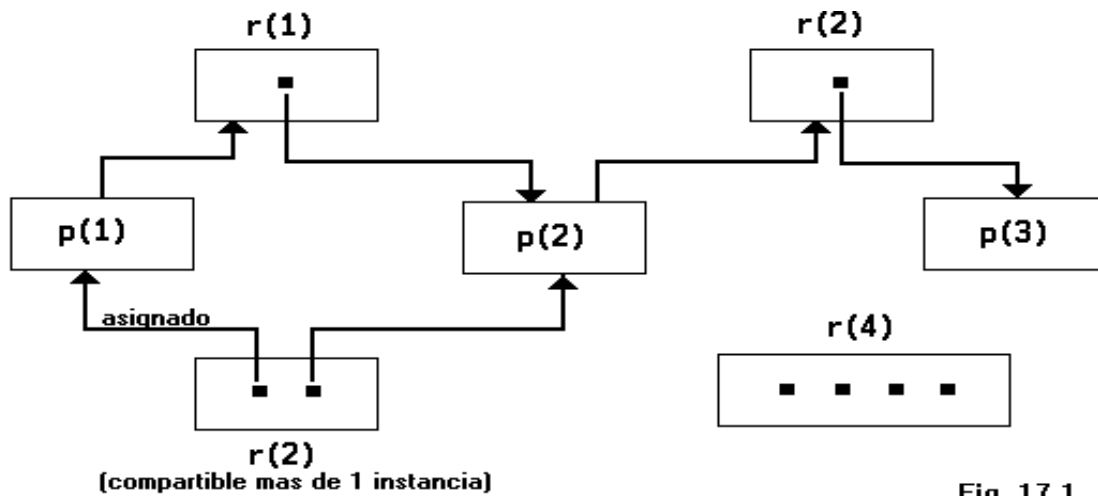 r(1)
r(2)
p(1)
p(2)
p(3)
asignado
r(4)
r(2)
(compartible mas de 1 instancia)
Fig. 17.1